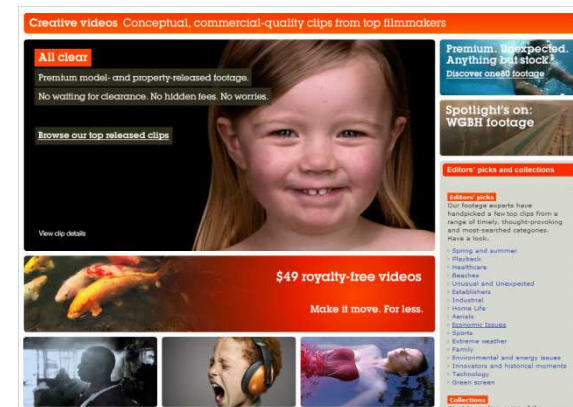 Creative videos Conceptual, commercial-quality clips from top filmmakers
All clear
Premium model- and property-released footage.
No waiting for clearance. No hidden fees. No worries.
Browse our top released clips
View clip details
Premium. Unexpected.
Anything but stock.
Discover one80 footage
Spotlight's on:
WGBH footage
$49 royalty-free videos
Make it move. For less.
Editors' picks and collections
Editors' picks
Our footage experts have
handpicked a few top clips from a
range of timely, thought-provoking
and most-searched categories.
Have a look.
Spring and summer
Playback
Healthcare
Beaches
Unusual and Unexpected
Establishers
Industrial
Home Life
Aerials
Economic Issues
Sports
Extreme weather
Family
Environmental and energy issues
Innovators and historical moments
Technology
Green screen
Collections